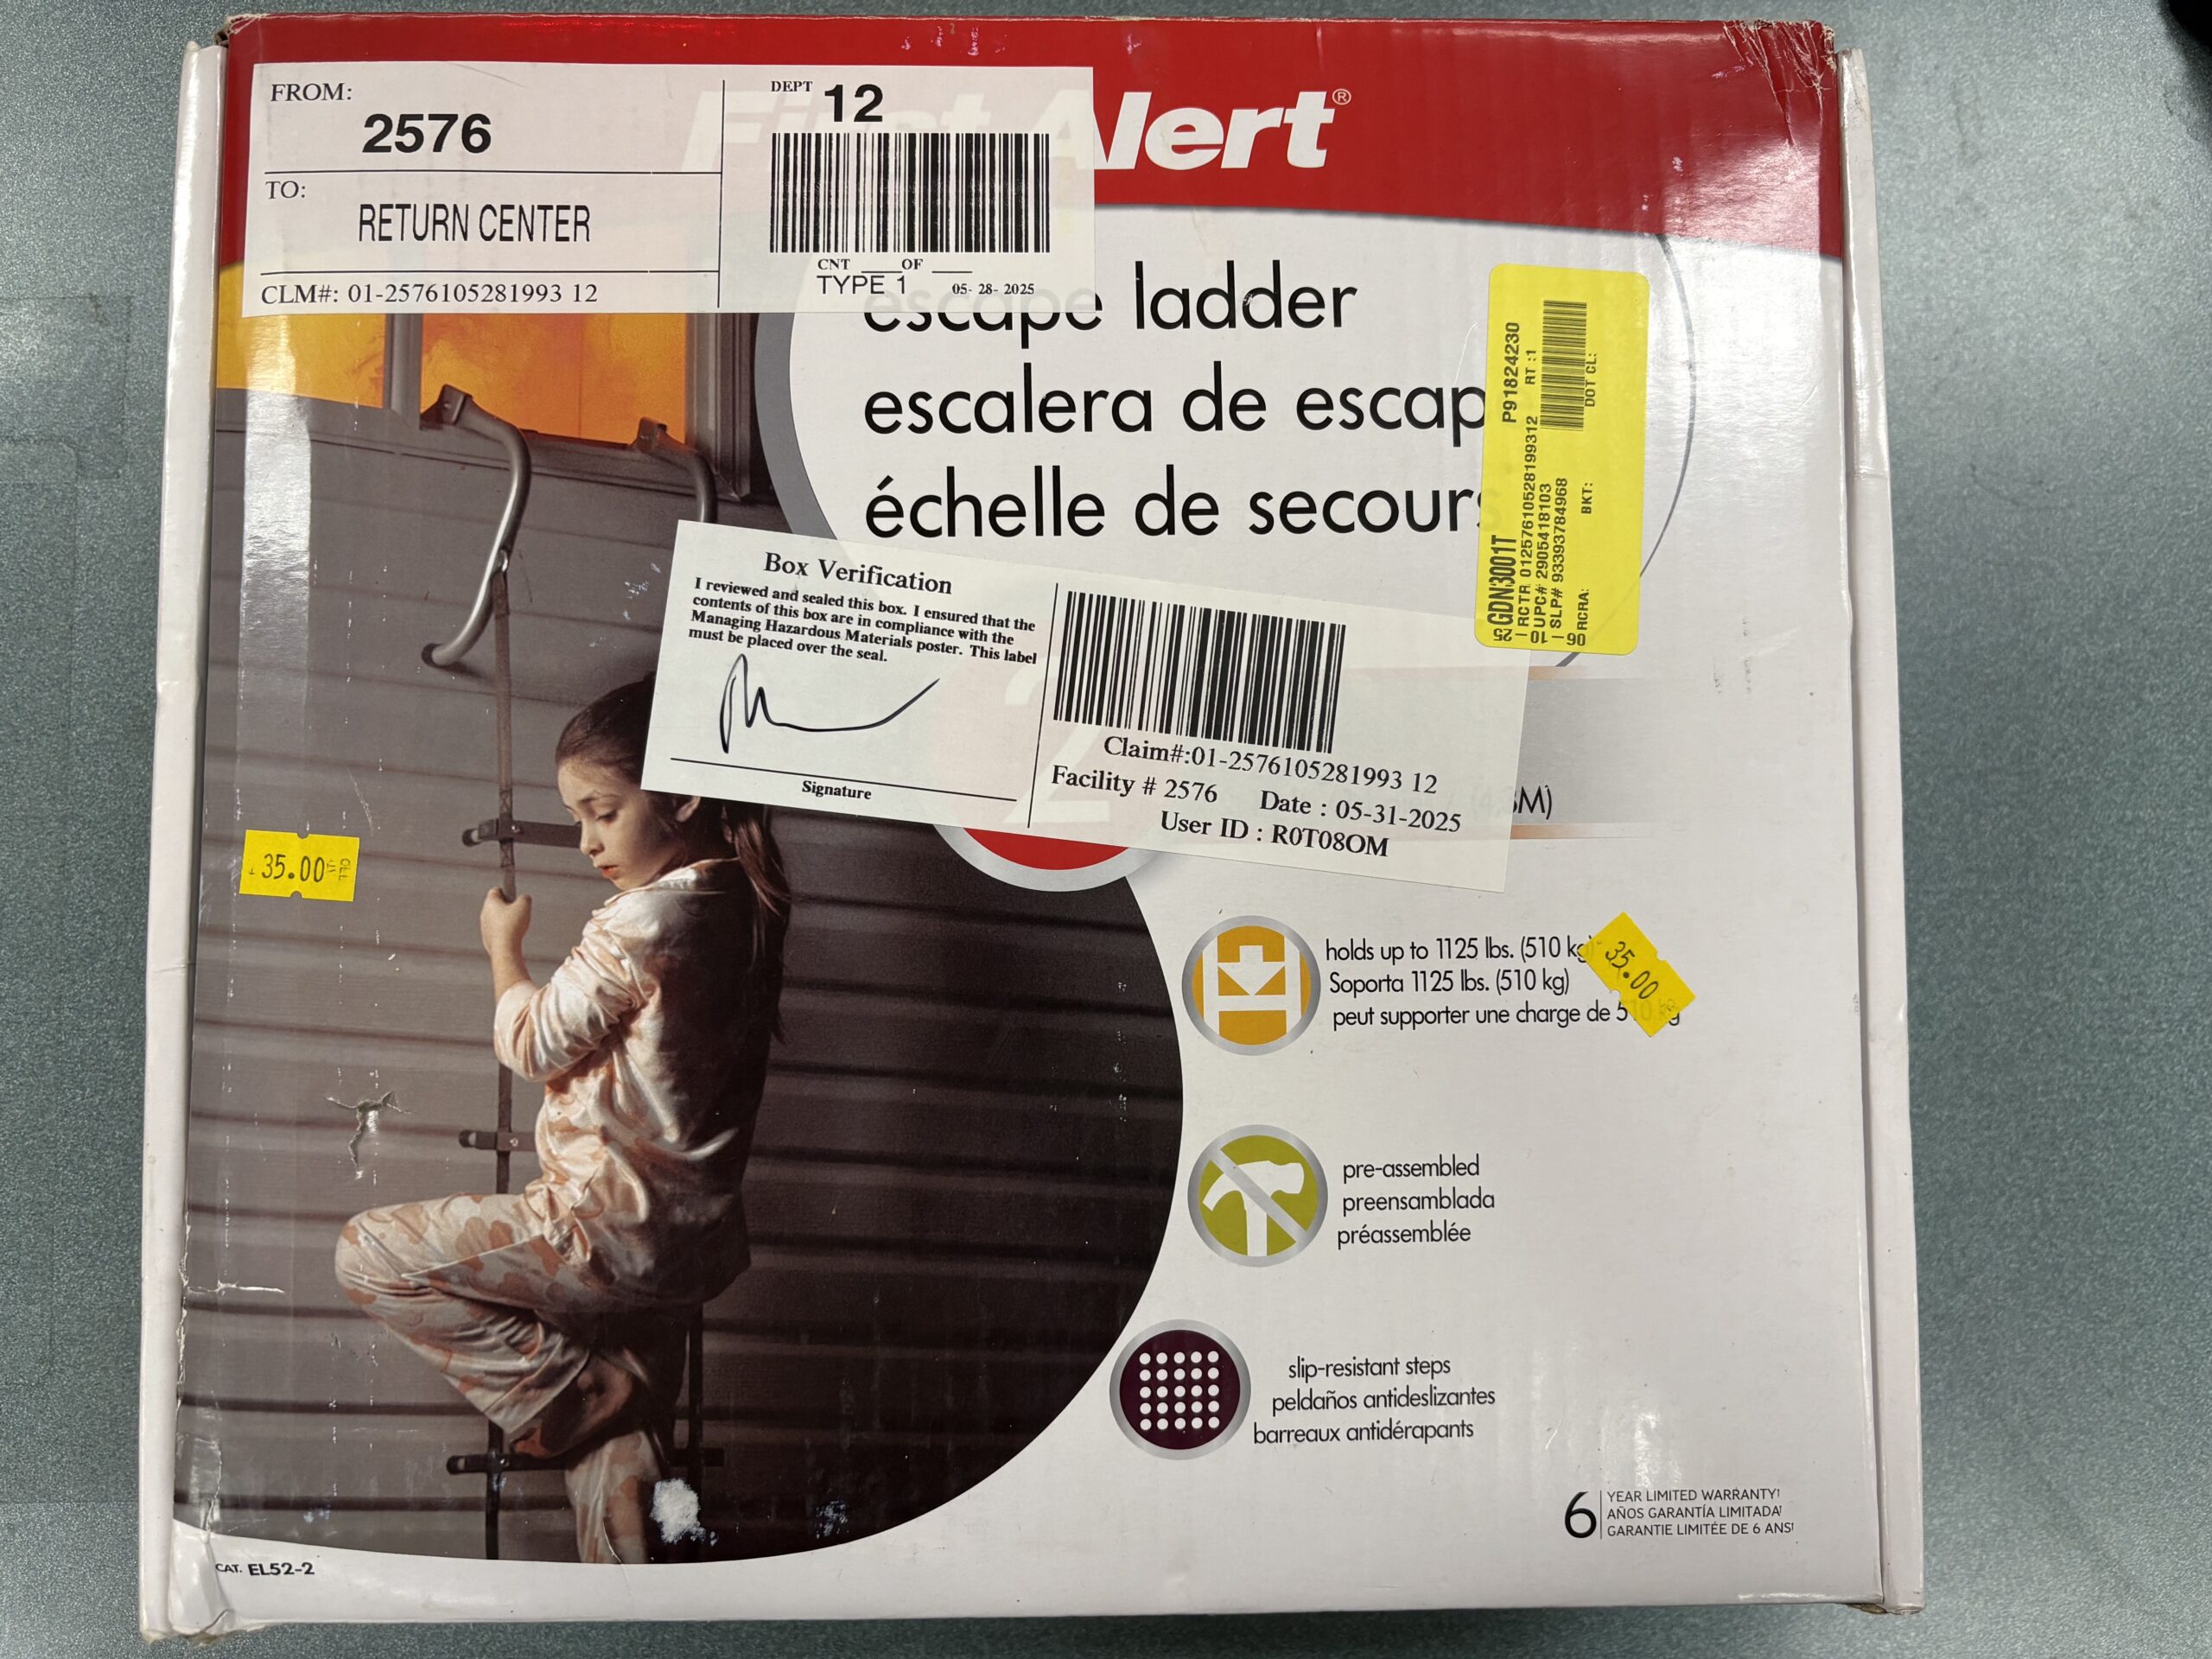 FROM:
2576
TO:
RETURN CENTER
CLM#: 01-2576105281993 12
DEPT 12
CNT ___OF ___
TYPE 1 05-28-2025
First Alert®
escape ladder
escalera de escap
échelle de secours
GDN3001T P91824230
RCTR 01257610528199312 RT :1
UPC# 2905418103
SLP# 93393784968
RCRA: BKT: DOT CL:
25-10-06
Box Verification
I reviewed and sealed this box. I ensured that the
contents of this box are in compliance with the
Managing Hazardous Materials poster. This label
must be placed over the seal.
Signature
Claim#:01-2576105281993 12
Facility # 2576 Date : 05-31-2025
User ID : R0T08OM
M)
35.00
holds up to 1125 lbs. (510 kg)
Soporta 1125 lbs. (510 kg)
peut supporter une charge de 510 kg
35.00
pre-assembled
preensamblada
préassemblée
slip-resistant steps
peldaños antideslizantes
barreaux antidérapants
6 YEAR LIMITED WARRANTY†
AÑOS GARANTÍA LIMITADA†
GARANTIE LIMITÉE DE 6 ANS†
CAT. EL52-2